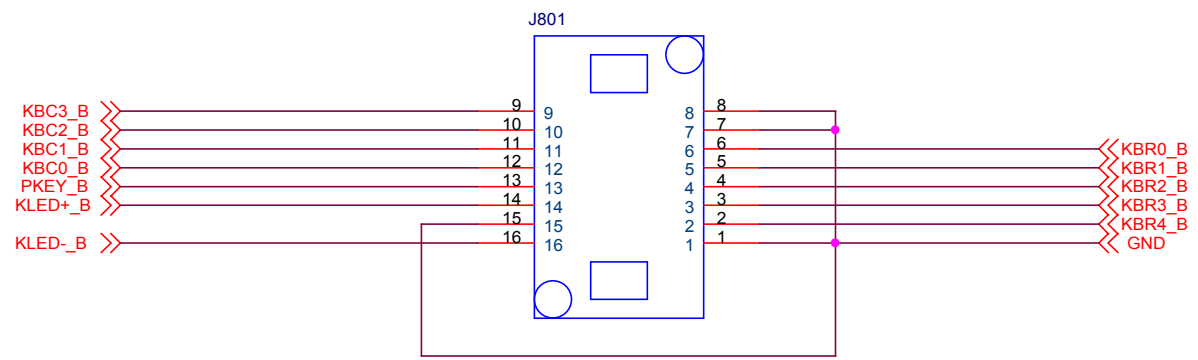 J801
KBC3_B 9 9 8 8
KBC2_B 10 10 7 7
KBC1_B 11 11 6 6 KBR0_B
KBC0_B 12 12 5 5 KBR1_B
PKEY_B 13 13 4 4 KBR2_B
KLED+_B 14 14 3 3 KBR3_B
15 15 2 2 KBR4_B
KLED-_B 16 16 1 1 GND